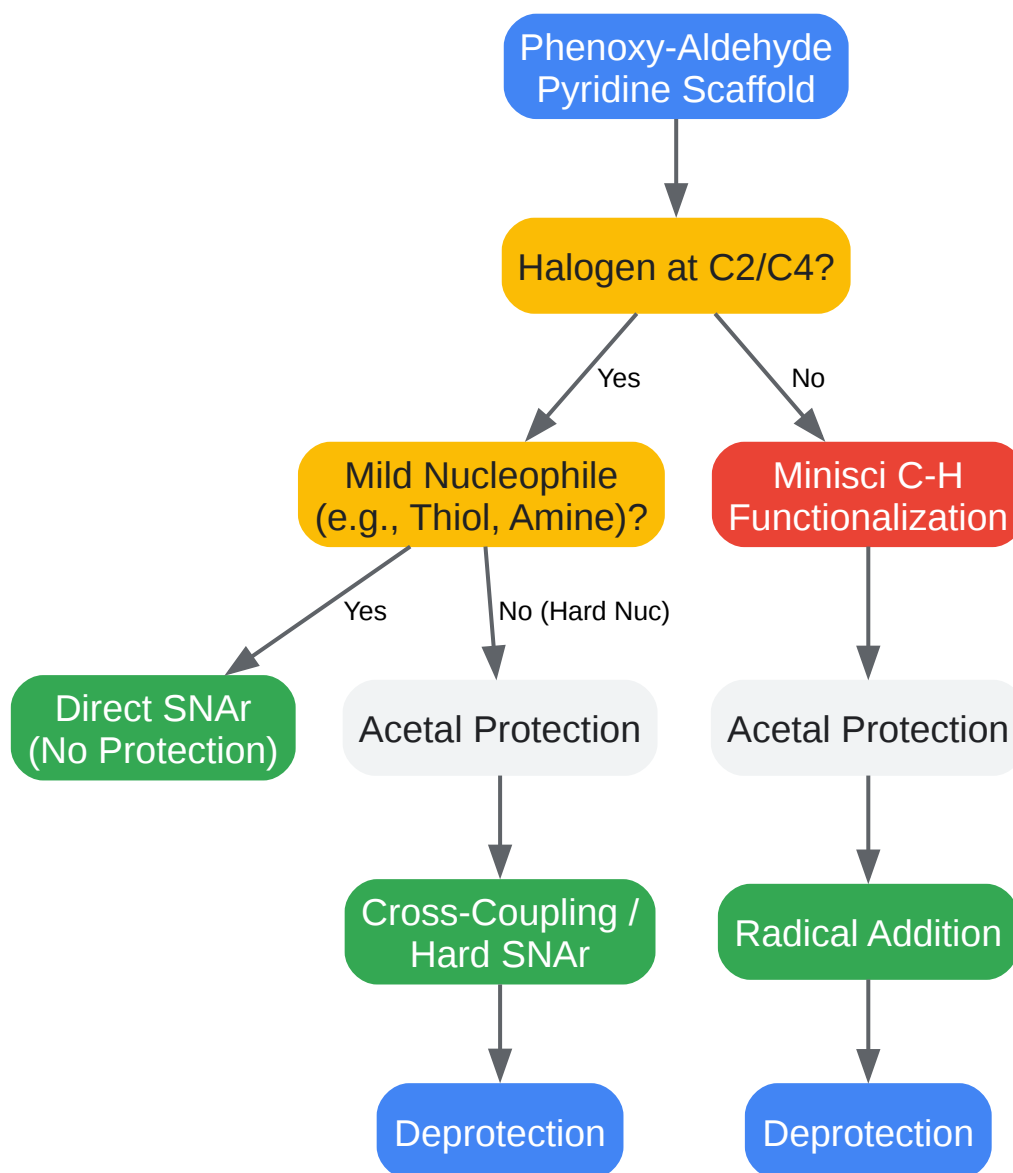 Phenoxy-Aldehyde
Pyridine Scaffold
Halogen at C2/C4?
Yes
No
Mild Nucleophile
(e.g., Thiol, Amine)?
Minisci C-H
Functionalization
Yes
No (Hard Nuc)
Direct SNAr
(No Protection)
Acetal Protection
Acetal Protection
Cross-Coupling /
Hard SNAr
Radical Addition
Deprotection
Deprotection